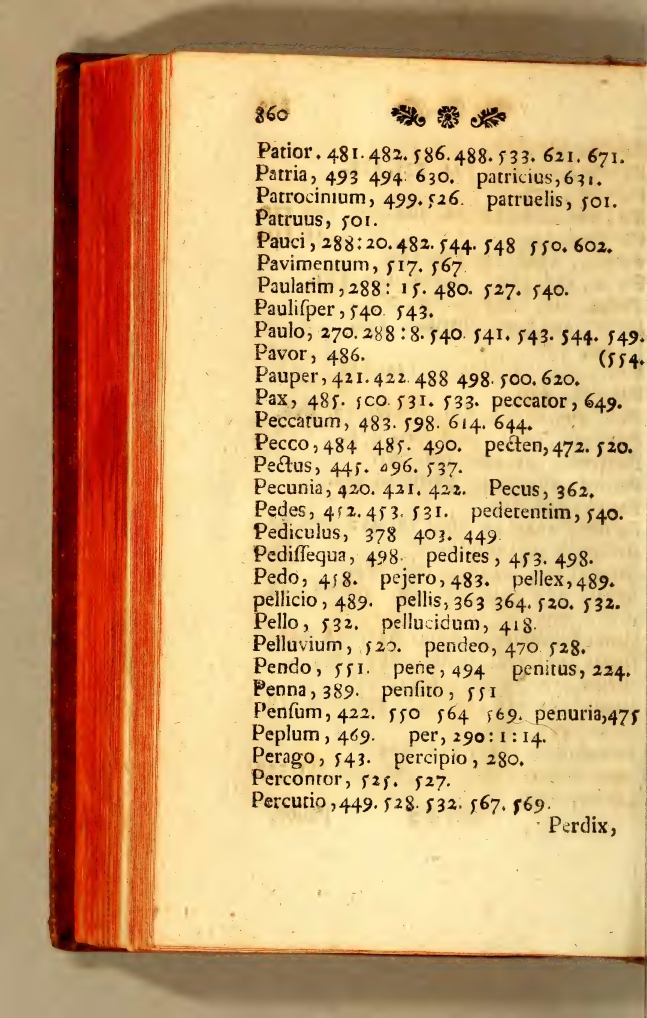 860
Patior. 481. 482. 586. 488. 533. 621. 671.
Patria, 493 494 630. patricius, 631.
Patrocinium, 499. 526. patruelis, 501.
Patruus, 501.
Pauci, 288: 20. 482. 544. 548 550. 602.
Pavimentum, 517. 567
Paulatim, 288: 15. 480. 527. 540.
Pauliſper, 540 543.
Paulo, 270. 288: 8. 540 541. 543. 544. 549.
Pavor, 486. (554.
Pauper, 421. 422 488 498. 500. 620.
Pax, 485. 500. 531. 533. peccator, 649.
Peccatum, 483. 598. 614. 644.
Pecco, 484 485. 490. pecten, 472. 520.
Pectus, 445. 496. 537.
Pecunia, 420. 421. 422. Pecus, 362.
Pedes, 452. 453. 531. pedetentim, 540.
Pediculus, 378 403. 449
Pediſſequa, 498. pedites, 453. 498.
Pedo, 458. pejero, 483. pellex, 489.
pellicio, 489. pellis, 363 364. 520. 532.
Pello, 532. pellucidum, 418.
Pelluvium, 520. pendeo, 470 528.
Pendo, 551. pene, 494 penitus, 224.
Penna, 389. penſito, 551
Penſum, 422. 550 564 569. penuria, 475
Peplum, 469. per, 290: 1: 14.
Perago, 543. percipio, 280.
Percontor, 525. 527.
Percutio, 449. 528. 532. 567. 569.
Perdix,